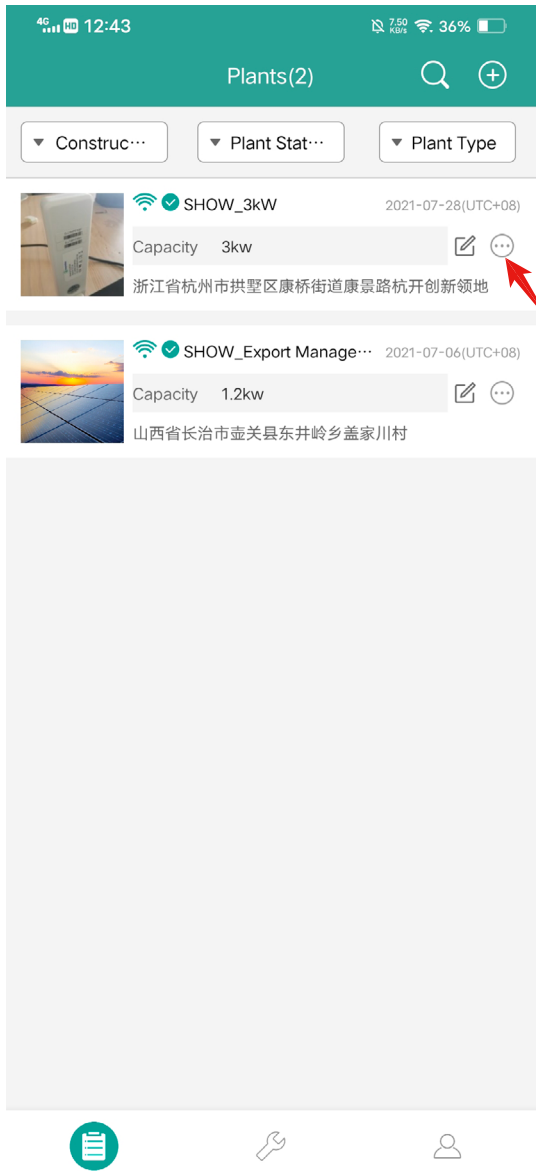 4G HD 12:43 7.50 KB/s 36%
Plants(2)
Construc··· Plant Stat··· Plant Type
SHOW_3kW 2021-07-28(UTC+08)
Capacity 3kw
浙江省杭州市拱墅区康桥街道康景路杭开创新领地
SHOW_Export Manage··· 2021-07-06(UTC+08)
Capacity 1.2kw
山西省长治市壶关县东井岭乡盖家川村